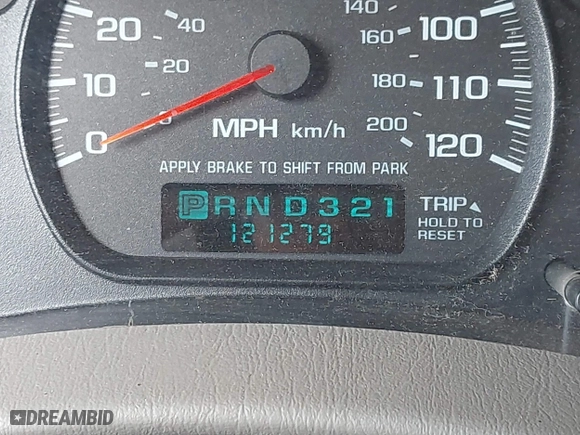 20 40 140 100
160
10 20 180 110
0 200 120
MPH km/h
APPLY BRAKE TO SHIFT FROM PARK
PRND321 TRIP
121279 HOLD TO
RESET
DREAMBID